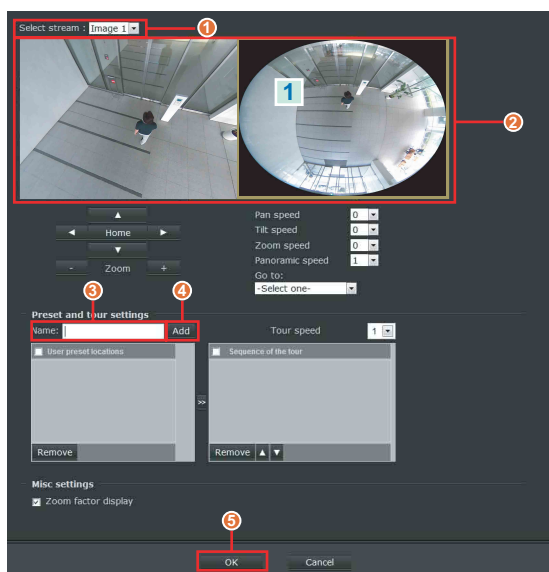 Select stream : Image 1
1
1
2
Home
- Zoom +
Pan speed 0
Tilt speed 0
Zoom speed 0
Panoramic speed 1
Go to:
-Select one-
3
4
Preset and tour settings
Name: Add
Tour speed 1
User preset locations
Sequence of the tour
>>
Remove
Remove
Misc settings
Zoom factor display
5
OK
Cancel